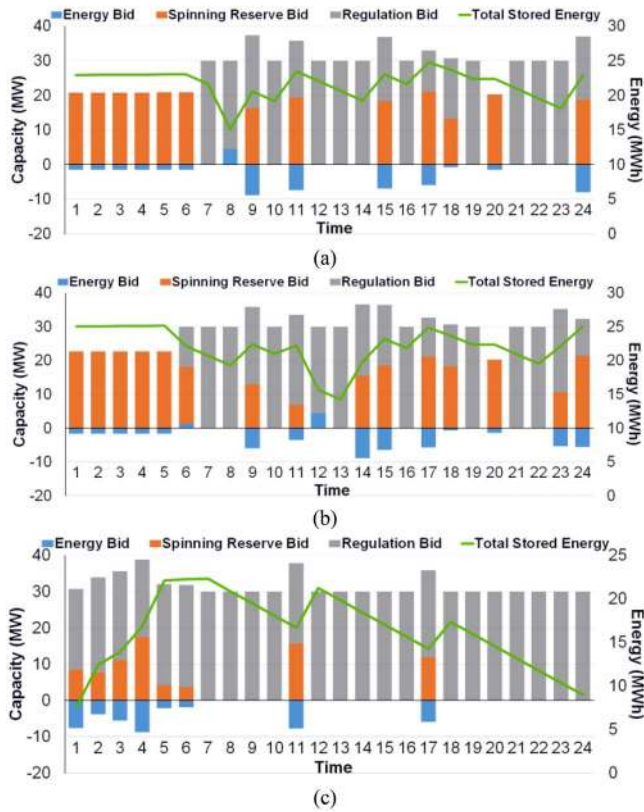 Energy Bid Spinning Reserve Bid Regulation Bid Total Stored Energy
40 30
30 25
20
10 20
0 15
-10 10
-20 5
0
Capacity (MW)
Energy (MWh)
1 2 3 4 5 6 7 8 9 10 11 12 13 14 15 16 17 18 19 20 21 22 23 24
Time
(a)
Energy Bid Spinning Reserve Bid Regulation Bid Total Stored Energy
40 30
30 25
20
10 20
0 15
-10 10
-20 5
0
Capacity (MW)
Energy (MWh)
1 2 3 4 5 6 7 8 9 10 11 12 13 14 15 16 17 18 19 20 21 22 23 24
Time
(b)
Energy Bid Spinning Reserve Bid Regulation Bid Total Stored Energy
40 25
30 20
20
10 15
0 10
-10 5
-20 0
Capacity (MW)
Energy (MWh)
1 2 3 4 5 6 7 8 9 10 11 12 13 14 15 16 17 18 19 20 21 22 23 24
Time
(c)